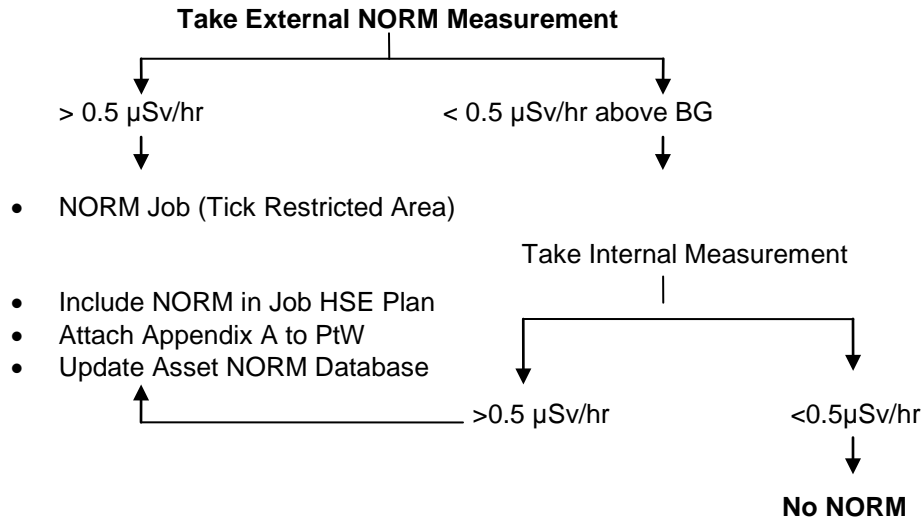 Take External NORM Measurement
> 0.5 µSv/hr
< 0.5 µSv/hr above BG
• NORM Job (Tick Restricted Area)
Take Internal Measurement
• Include NORM in Job HSE Plan
• Attach Appendix A to PtW
• Update Asset NORM Database
>0.5 µSv/hr
<0.5µSv/hr
No NORM